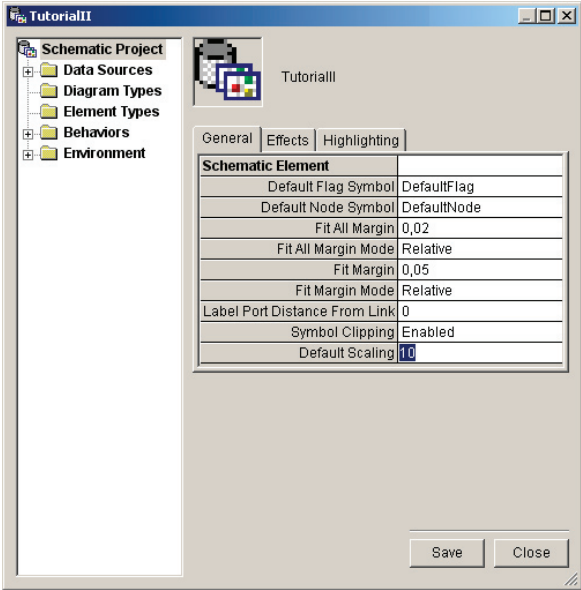 TutorialII
Schematic Project
Data Sources
Diagram Types
Element Types
Behaviors
Environment
TutorialII
General Effects Highlighting
Schematic Element
Default Flag Symbol DefaultFlag
Default Node Symbol DefaultNode
Fit All Margin 0,02
Fit All Margin Mode Relative
Fit Margin 0,05
Fit Margin Mode Relative
Label Port Distance From Link 0
Symbol Clipping Enabled
Default Scaling 10
Save Close